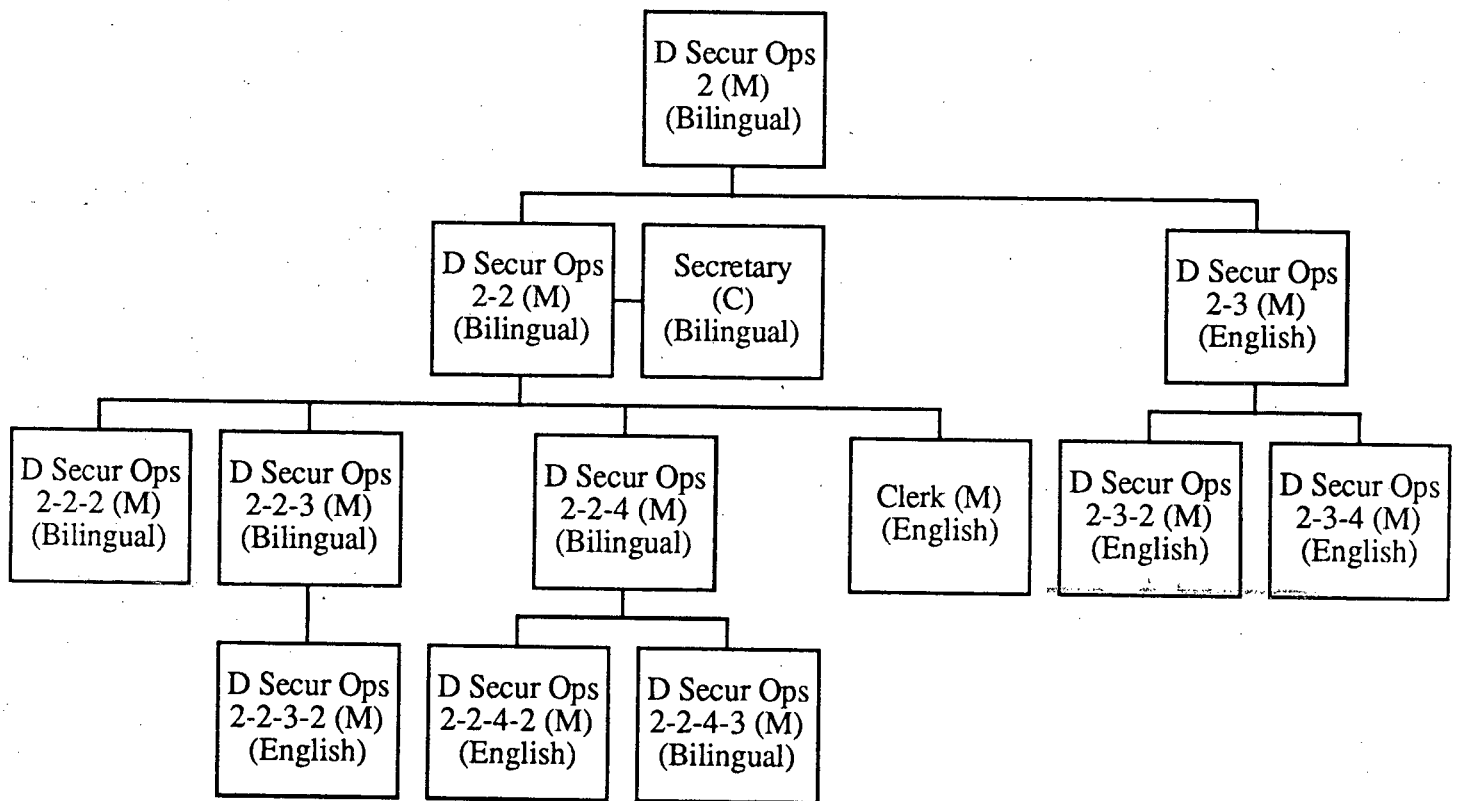 D Secur Ops
2 (M)
(Bilingual)
D Secur Ops
2-2 (M)
(Bilingual)
Secretary
(C)
(Bilingual)
D Secur Ops
2-3 (M)
(English)
D Secur Ops
2-2-2 (M)
(Bilingual)
D Secur Ops
2-2-3 (M)
(Bilingual)
D Secur Ops
2-2-4 (M)
(Bilingual)
Clerk (M)
(English)
D Secur Ops
2-3-2 (M)
(English)
D Secur Ops
2-3-4 (M)
(English)
D Secur Ops
2-2-3-2 (M)
(English)
D Secur Ops
2-2-4-2 (M)
(English)
D Secur Ops
2-2-4-3 (M)
(Bilingual)